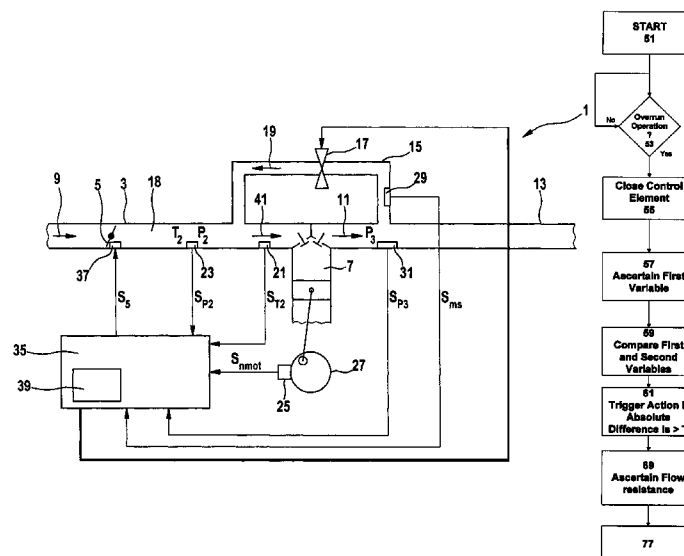 START
51
1
No
Overrun
Operation
?
53
Yes
19
17
15
29
9
5
3
18
41
11
13
T2 P2
P3
37
23
21
7
31
S5
SP2
ST2
SP3
Sms
35
39
Snmot
25
27
Close Control
Element
55
57
Ascertain First
Variable
59
Compare First
and Second
Variables
61
Trigger Action
Absolute
Difference is >
69
Ascertain Flow
resistance
77